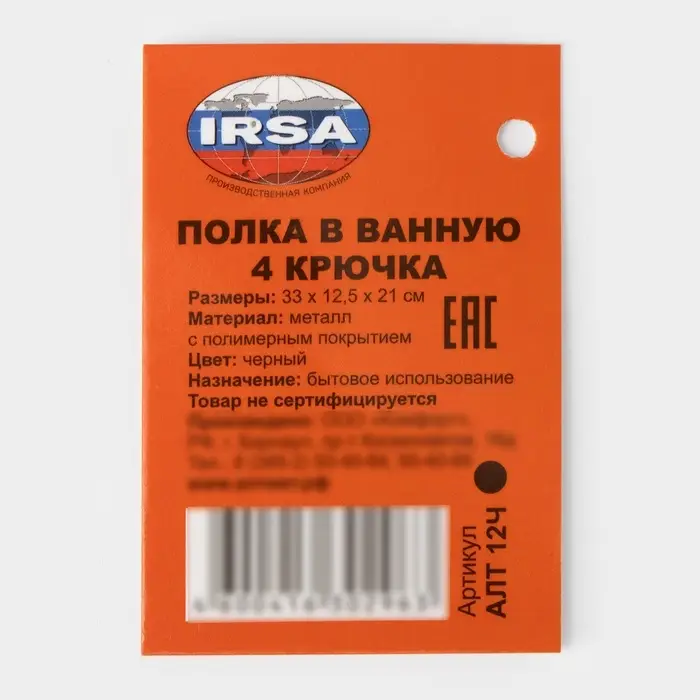 IRSA
ПРОИЗВОДСТВЕННАЯ КОМПАНИЯ
ПОЛКА В ВАННУЮ
4 КРЮЧКА
Размеры: 33 х 12,5 х 21 см
Материал: металл
с полимерным покрытием
Цвет: черный
Назначение: бытовое использование
Товар не сертифицируется
EAC
Артикул
АЛТ 12Ч